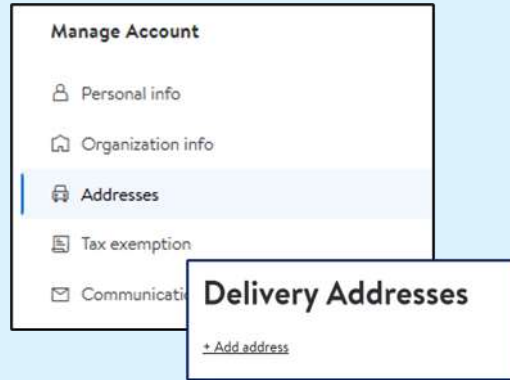 Manage Account
Personal info
Organization info
Addresses
Tax exemption
Delivery Addresses
+ Add address